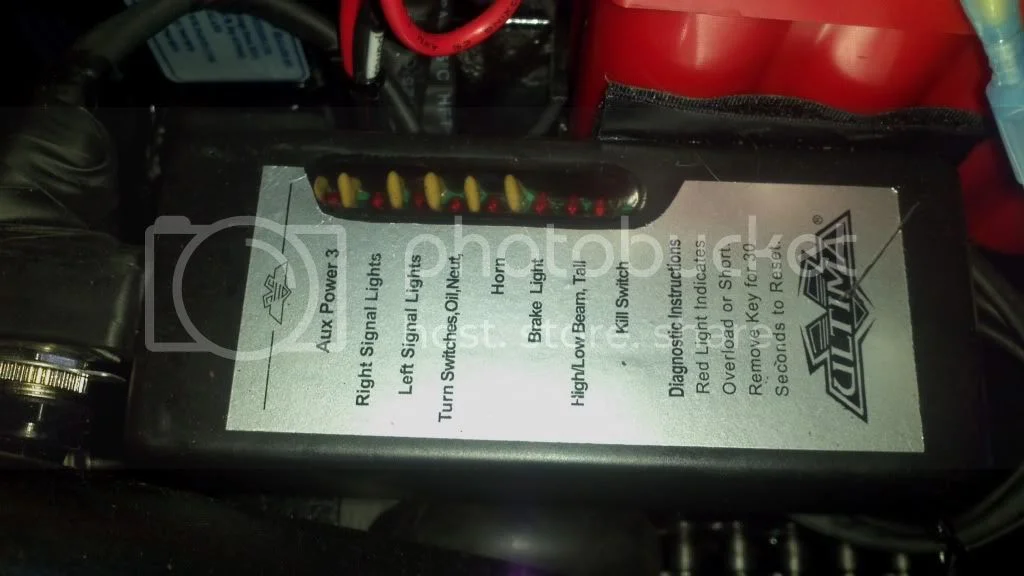 Aux Power 3
Right Signal Lights
Left Signal Lights
Turn Switches,Oil,Neut,
Horn
Brake Light
High/Low Beam, Tail
Kill Switch
Diagnostic Instructions
Red Light Indicates
Overload or Short
Remove Key for 30
Seconds to Reset.
ULTIMA®
photobucket
host. store. share.